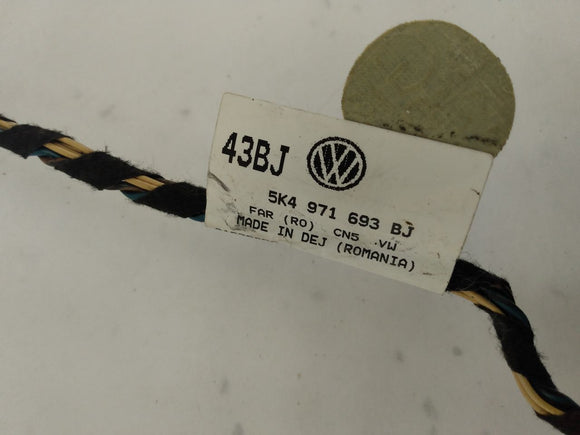 43BJ
5K4 971 693 BJ
FAR (RO) CN5 .VW
MADE IN DEJ (ROMANIA)